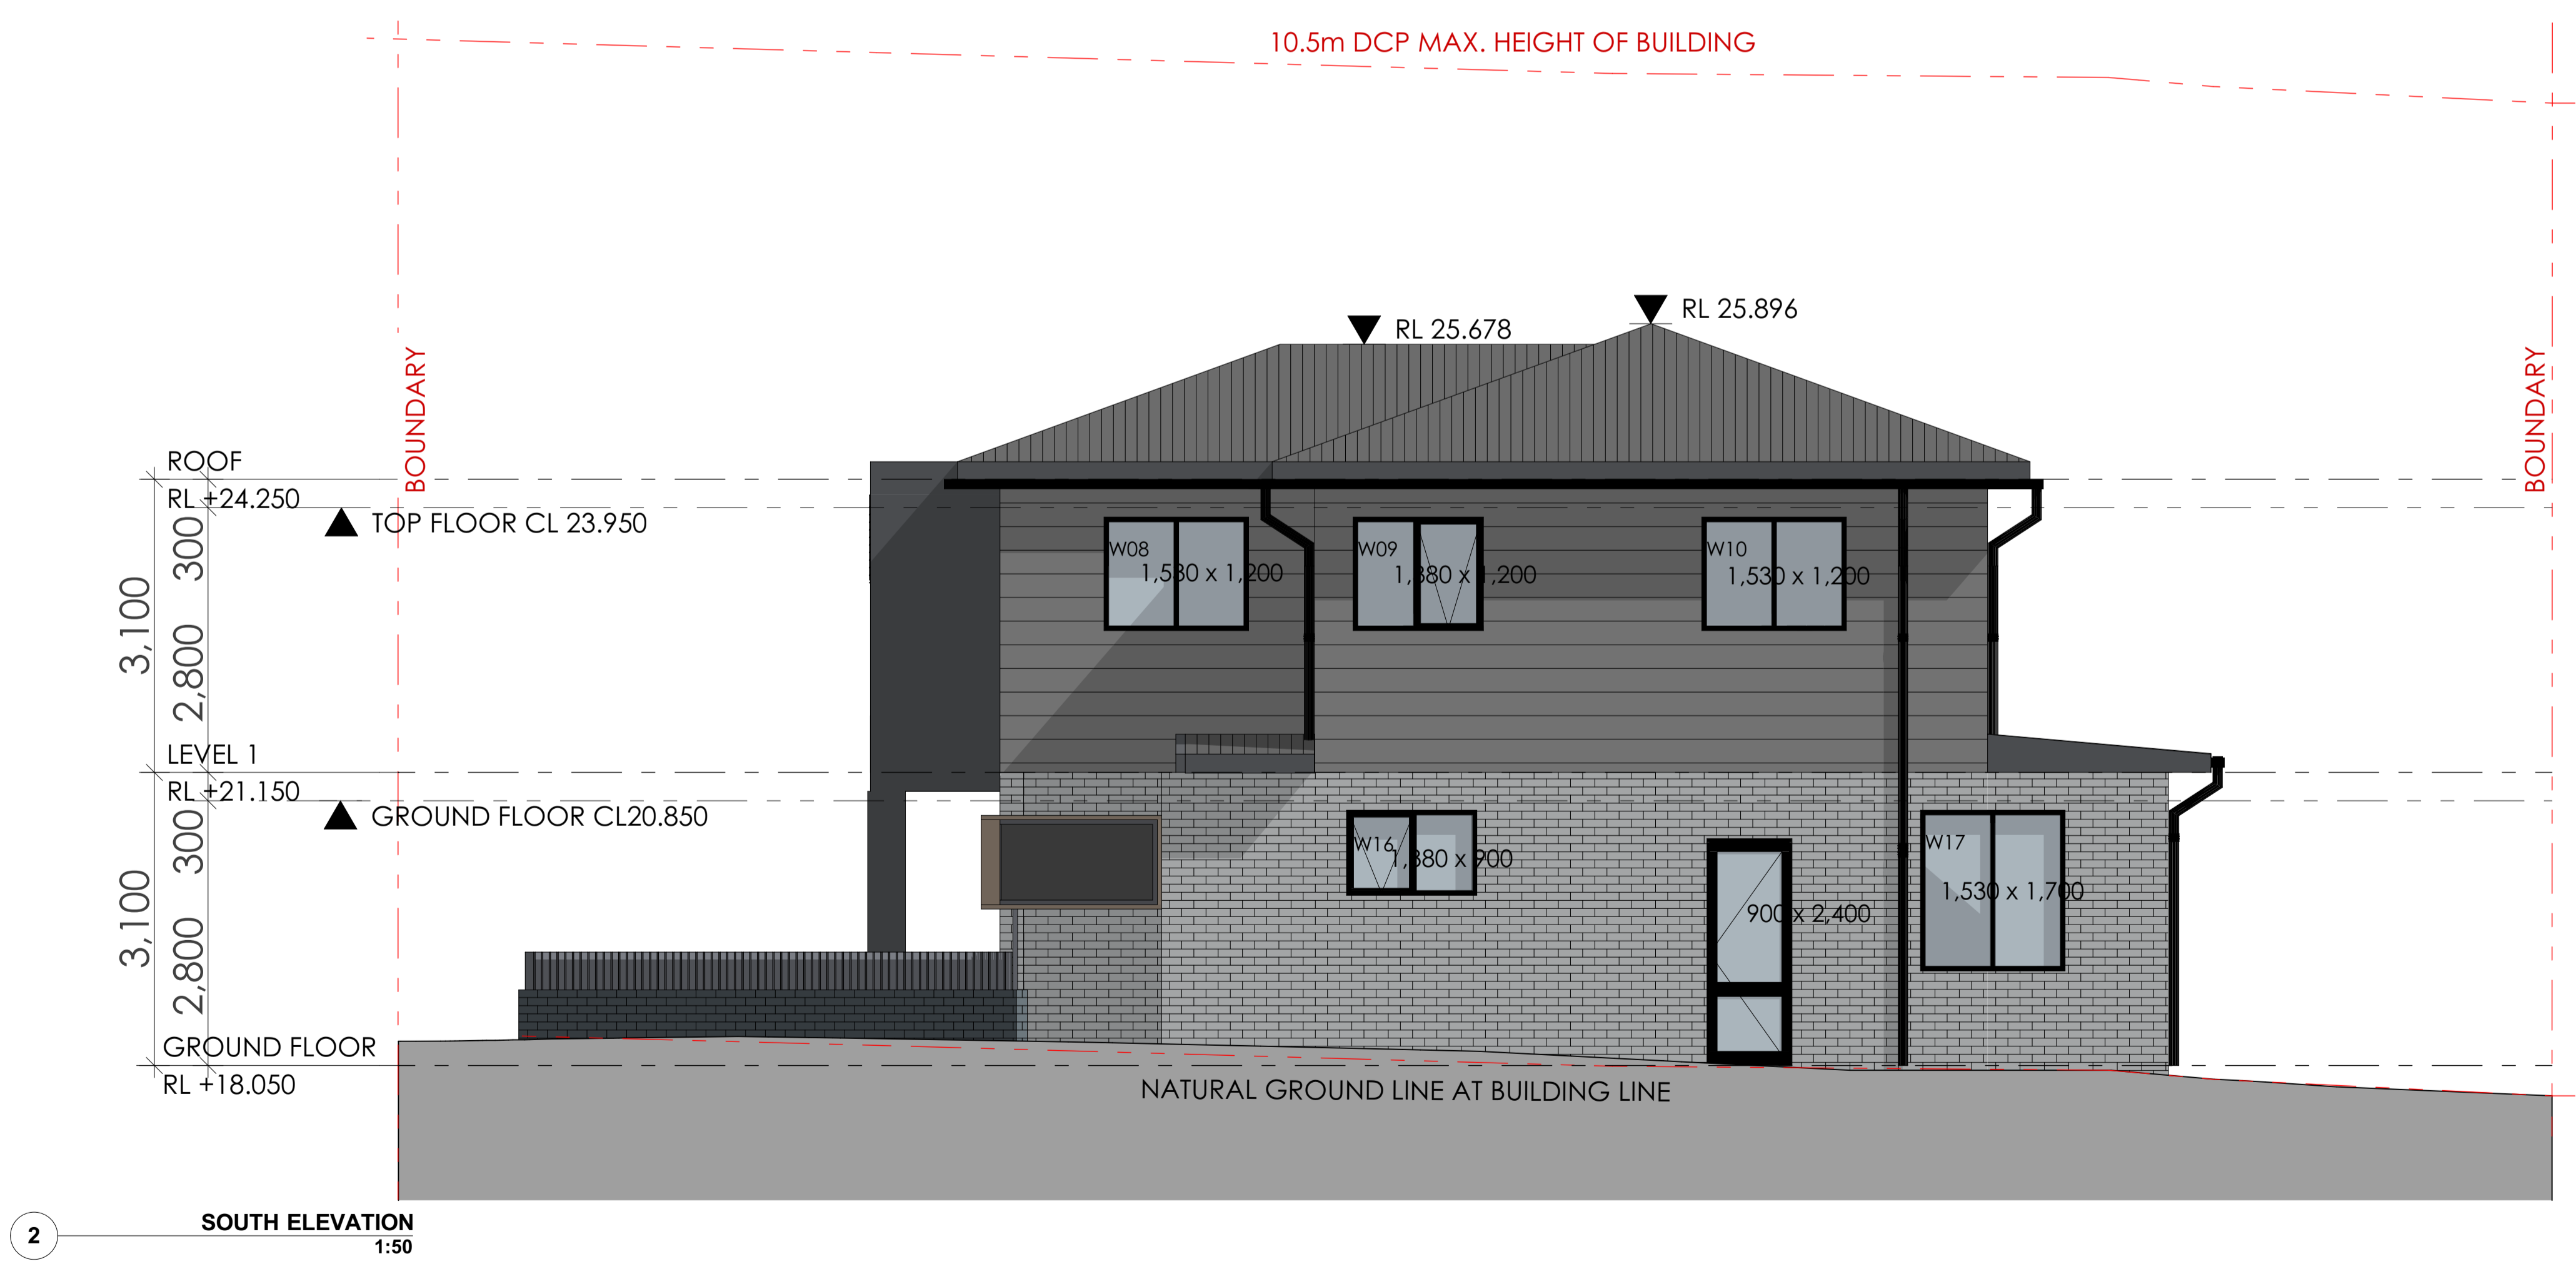 10.5m DCP MAX. HEIGHT OF BUILDING
RL 25.896
RL 25.678
BOUNDARY
BOUNDARY
ROOF
RL +24.250
TOP FLOOR CL 23.950
300
3,100
2,800
W08
1,530 x 1,200
W09
1,380 x 1,200
W10
1,530 x 1,200
LEVEL 1
RL +21.150
GROUND FLOOR CL20.850
300
3,100
2,800
W16
1,380 x 900
W17
1,530 x 1,700
900 x 2,400
GROUND FLOOR
RL +18.050
NATURAL GROUND LINE AT BUILDING LINE
2
SOUTH ELEVATION
1:50